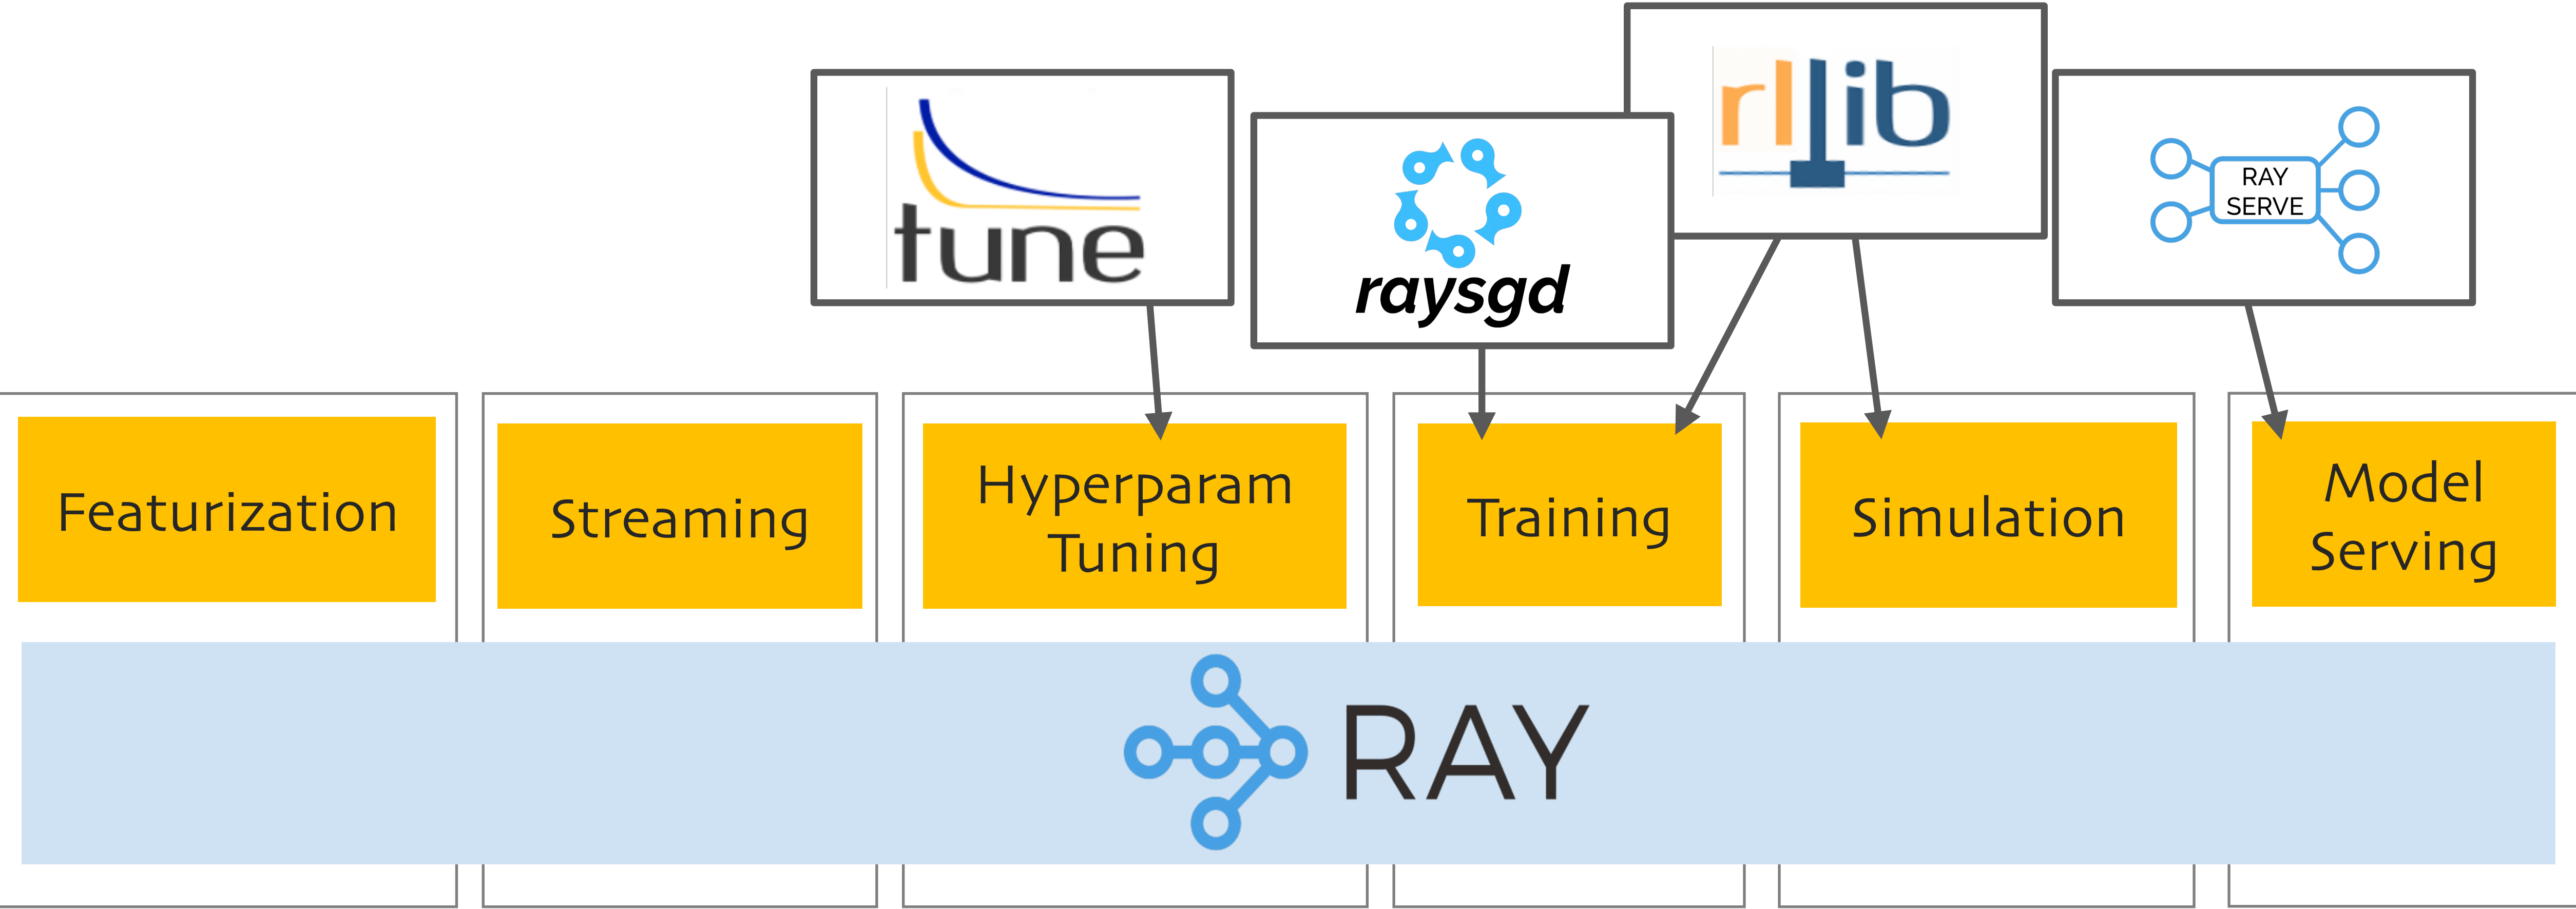 tune
raysgd
rllib
RAY
SERVE
Featurization
Streaming
Hyperparam
Tuning
Training
Simulation
Model
Serving
RAY